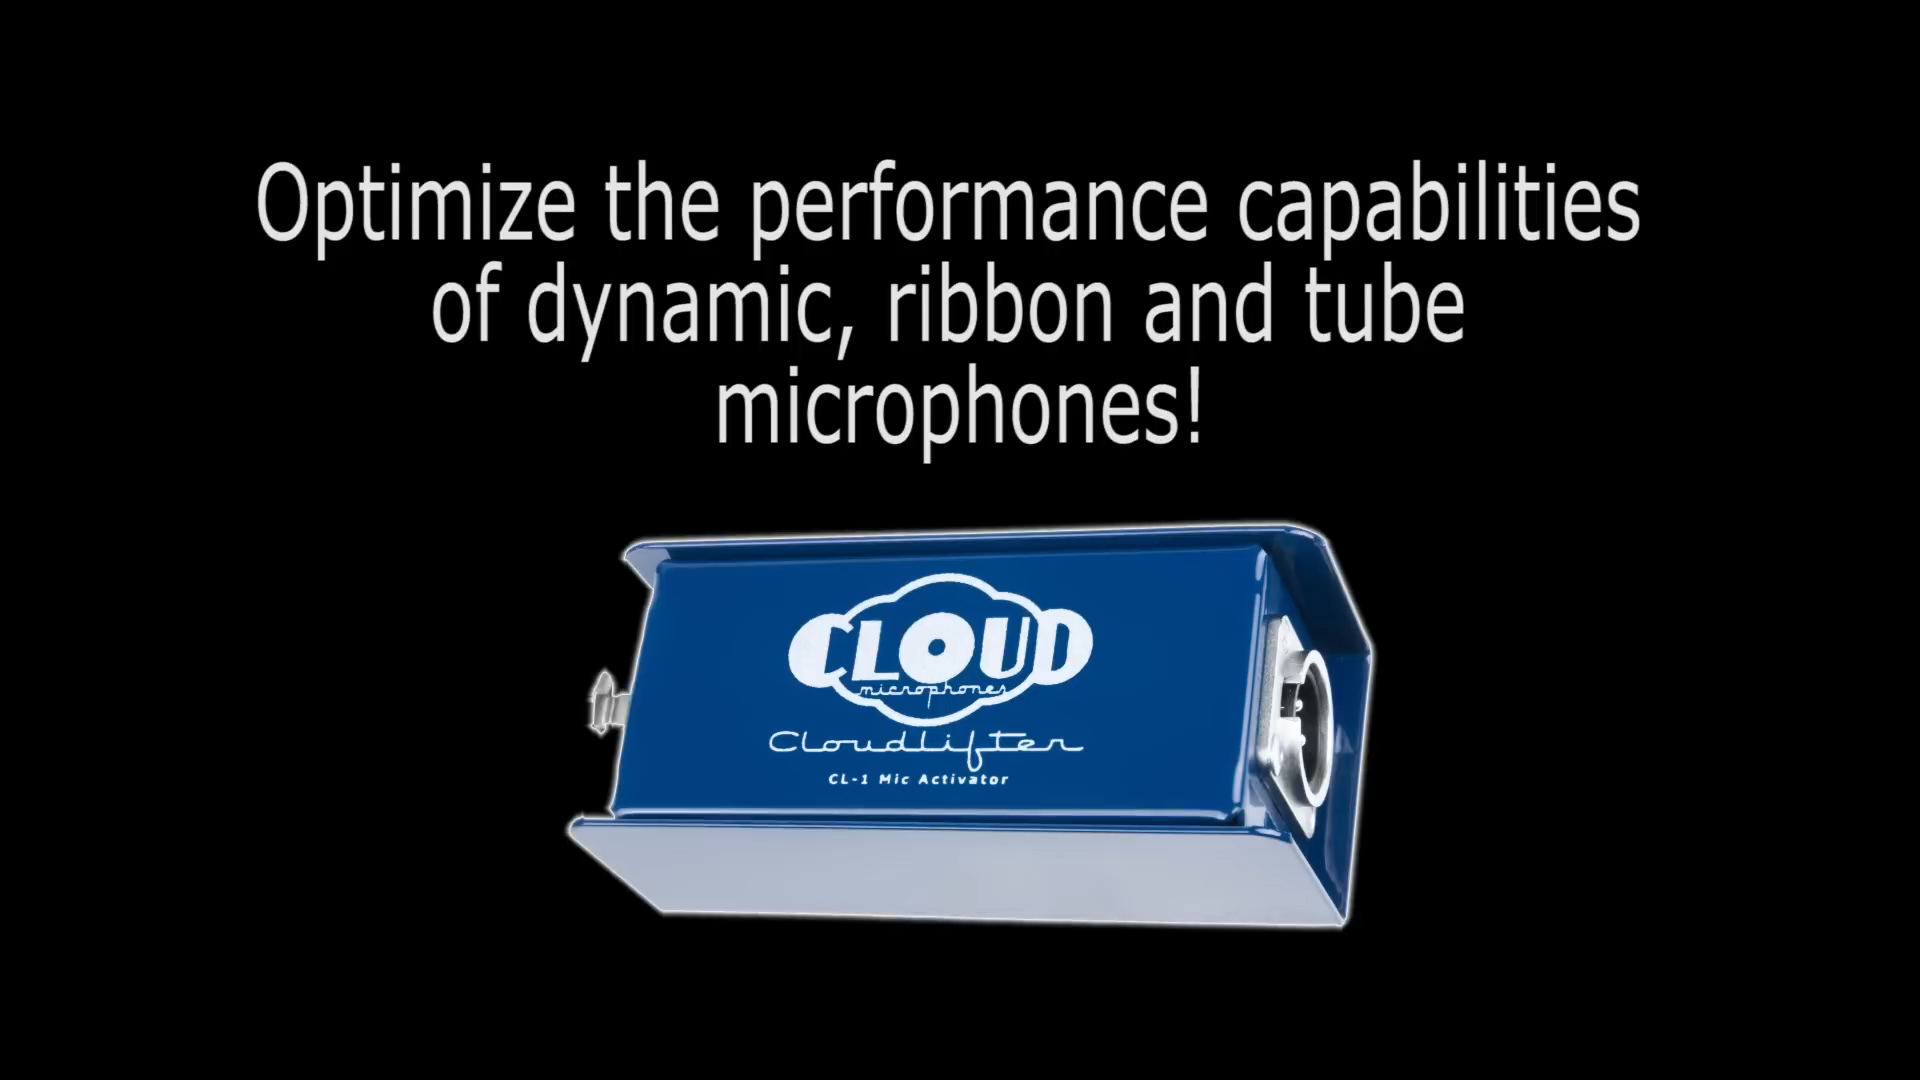 Optimize the performance capabilities
of dynamic, ribbon and tube
microphones!
CLOUD
microphones
Cloudlifter
CL-1 Mic Activator